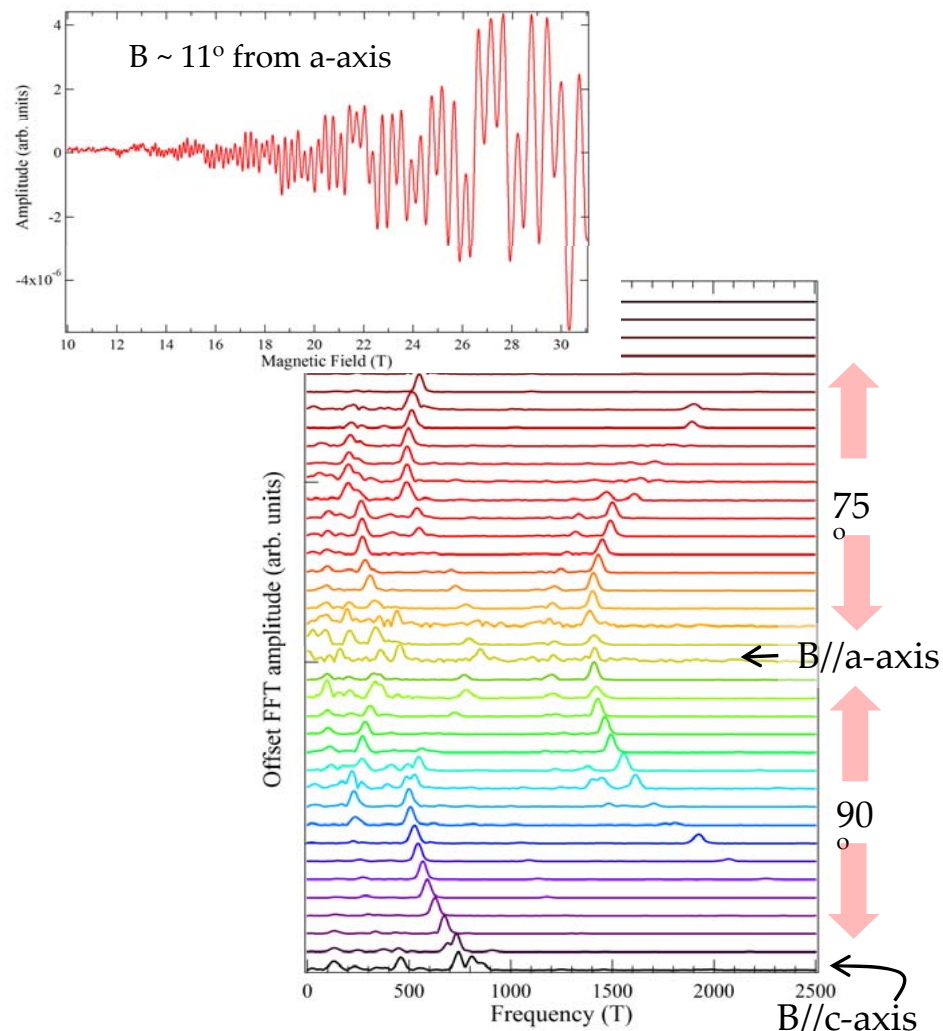 B ~ 11° from a-axis
Amplitude (arb. units)
4
2
0
-2
-4x10-6
10 12 14 16 18 20 22 24 26 28 30
Magnetic Field (T)
Offset FFT amplitude (arb. units)
75
o
B//a-axis
90
o
0 500 1000 1500 2000 2500
Frequency (T)
B//c-axis